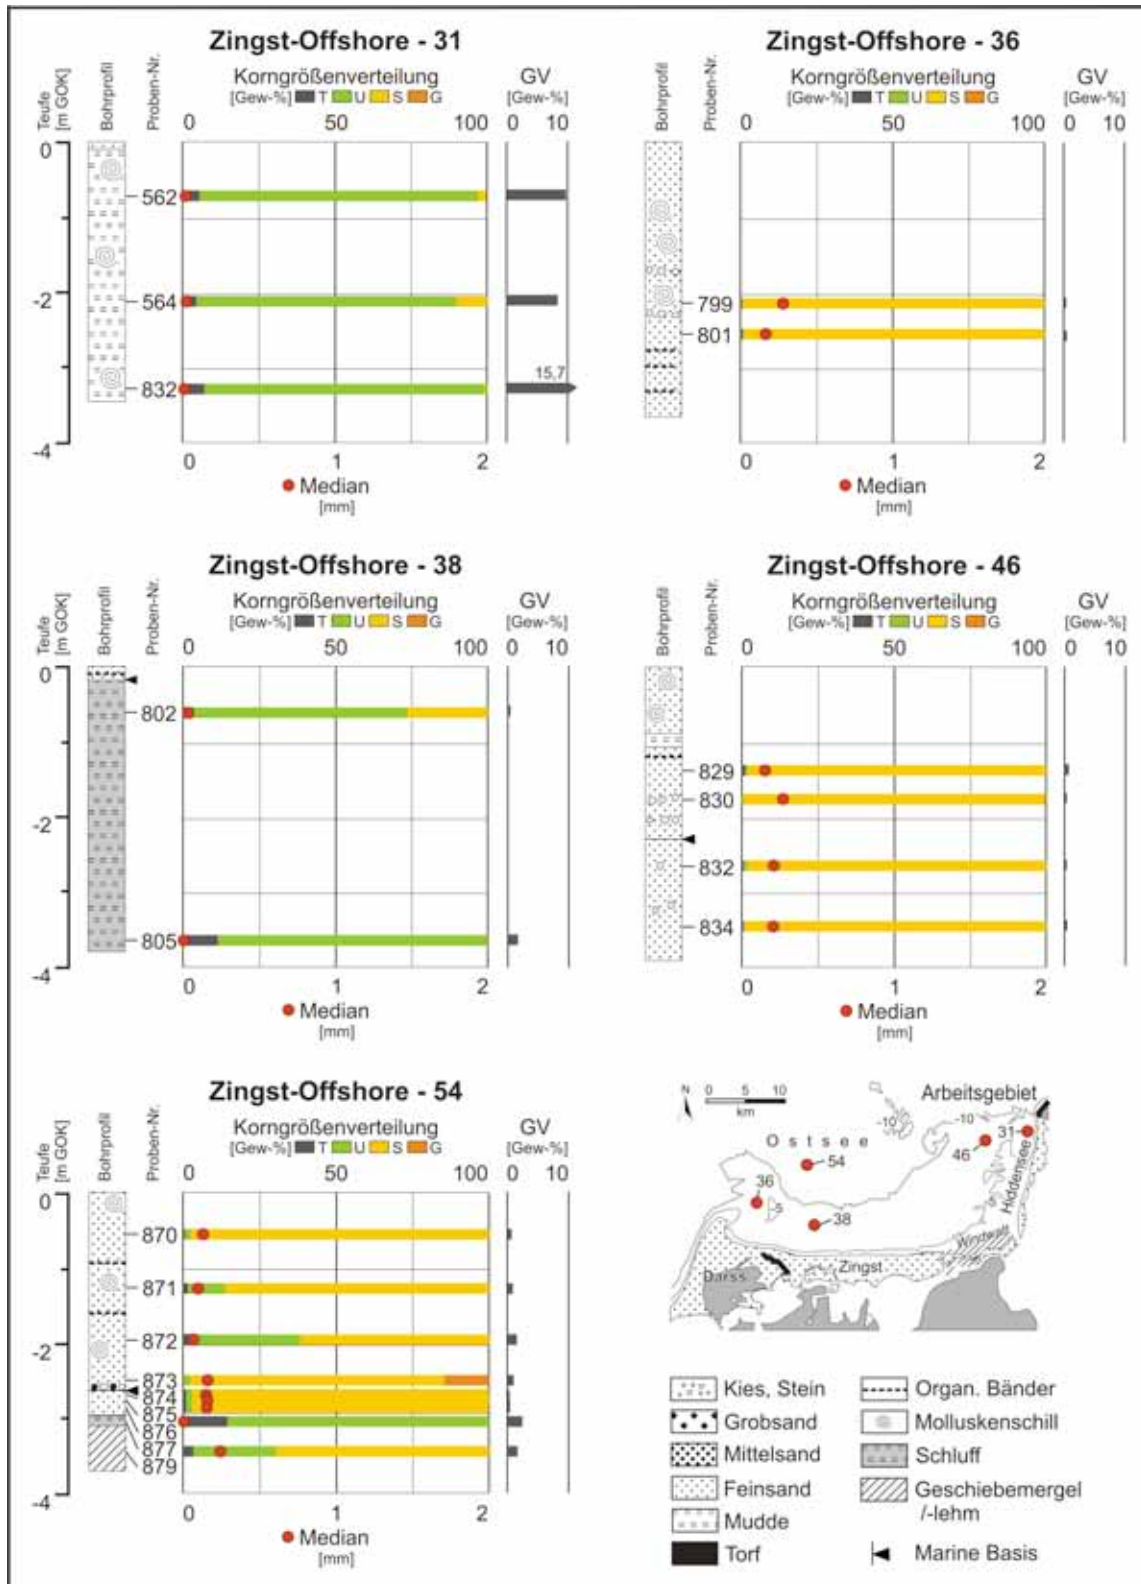 Zingst-Offshore - 31
Teufe
[m GOK]
Bohrprofil
Proben-Nr.
Korngrößenverteilung
[Gew-%] T U S G
GV
[Gew-%]
0 50 100
0 10
0
562
-2
564
832
15,7
-4
0 1 2
Median
[mm]
Zingst-Offshore - 36
Bohrprofil
Proben-Nr.
Korngrößenverteilung
[Gew-%] T U S G
GV
[Gew-%]
0 50 100
0 10
799
801
0 1 2
Median
[mm]
Zingst-Offshore - 38
Teufe
[m GOK]
Bohrprofil
Proben-Nr.
Korngrößenverteilung
[Gew-%] T U S G
GV
[Gew-%]
0 50 100
0 10
0
802
-2
805
-4
0 1 2
Median
[mm]
Zingst-Offshore - 46
Bohrprofil
Proben-Nr.
Korngrößenverteilung
[Gew-%] T U S G
GV
[Gew-%]
0 50 100
0 10
829
830
832
834
0 1 2
Median
[mm]
Zingst-Offshore - 54
Teufe
[m GOK]
Bohrprofil
Proben-Nr.
Korngrößenverteilung
[Gew-%] T U S G
GV
[Gew-%]
0 50 100
0 10
0
870
871
-2
872
873
874
875
876
877
879
-4
0 1 2
Median
[mm]
N
0 5 10
km
Arbeitsgebiet
-10
-10
Ostsee
31
46
54
36
-5
38
Hiddensee
Windwatt
Zingst
Darss
Kies, Stein
Grobsand
Mittelsand
Feinsand
Mudde
Torf
Organ. Bänder
Molluskenschill
Schluff
Geschiebemergel
/-lehm
Marine Basis